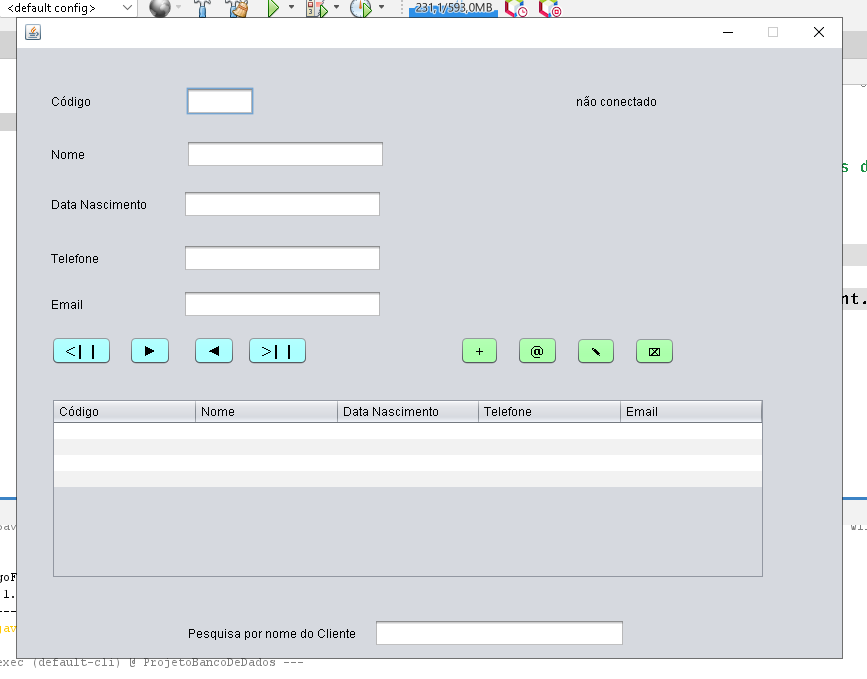 <default config>
231,1/593,0MB
Código
não conectado
Nome
s d
Data Nascimento
Telefone
nt.
Email
<|| ▶ ◀ >|| + @
Código Nome Data Nascimento Telefone Email
Pesquisa por nome do Cliente
exec (default-cli) @ ProjetoBancoDeDados ---